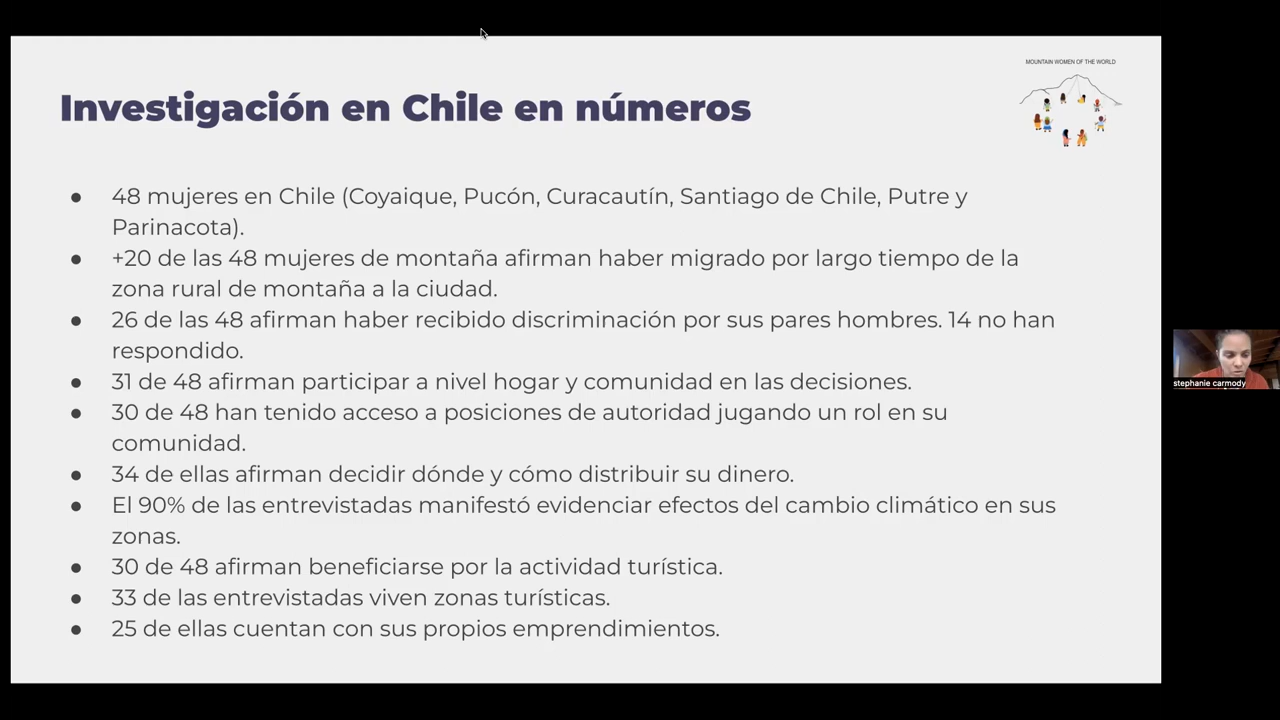 MOUNTAIN WOMEN OF THE WORLD
Investigación en Chile en números
● 48 mujeres en Chile (Coyaique, Pucón, Curacautín, Santiago de Chile, Putre y
Parinacota).
● +20 de las 48 mujeres de montaña afirman haber migrado por largo tiempo de la
zona rural de montaña a la ciudad.
● 26 de las 48 afirman haber recibido discriminación por sus pares hombres. 14 no han
respondido.
● 31 de 48 afirman participar a nivel hogar y comunidad en las decisiones.
● 30 de 48 han tenido acceso a posiciones de autoridad jugando un rol en su
comunidad.
● 34 de ellas afirman decidir dónde y cómo distribuir su dinero.
● El 90% de las entrevistadas manifestó evidenciar efectos del cambio climático en sus
zonas.
● 30 de 48 afirman beneficiarse por la actividad turística.
● 33 de las entrevistadas viven zonas turísticas.
● 25 de ellas cuentan con sus propios emprendimientos.
stephanie carmody